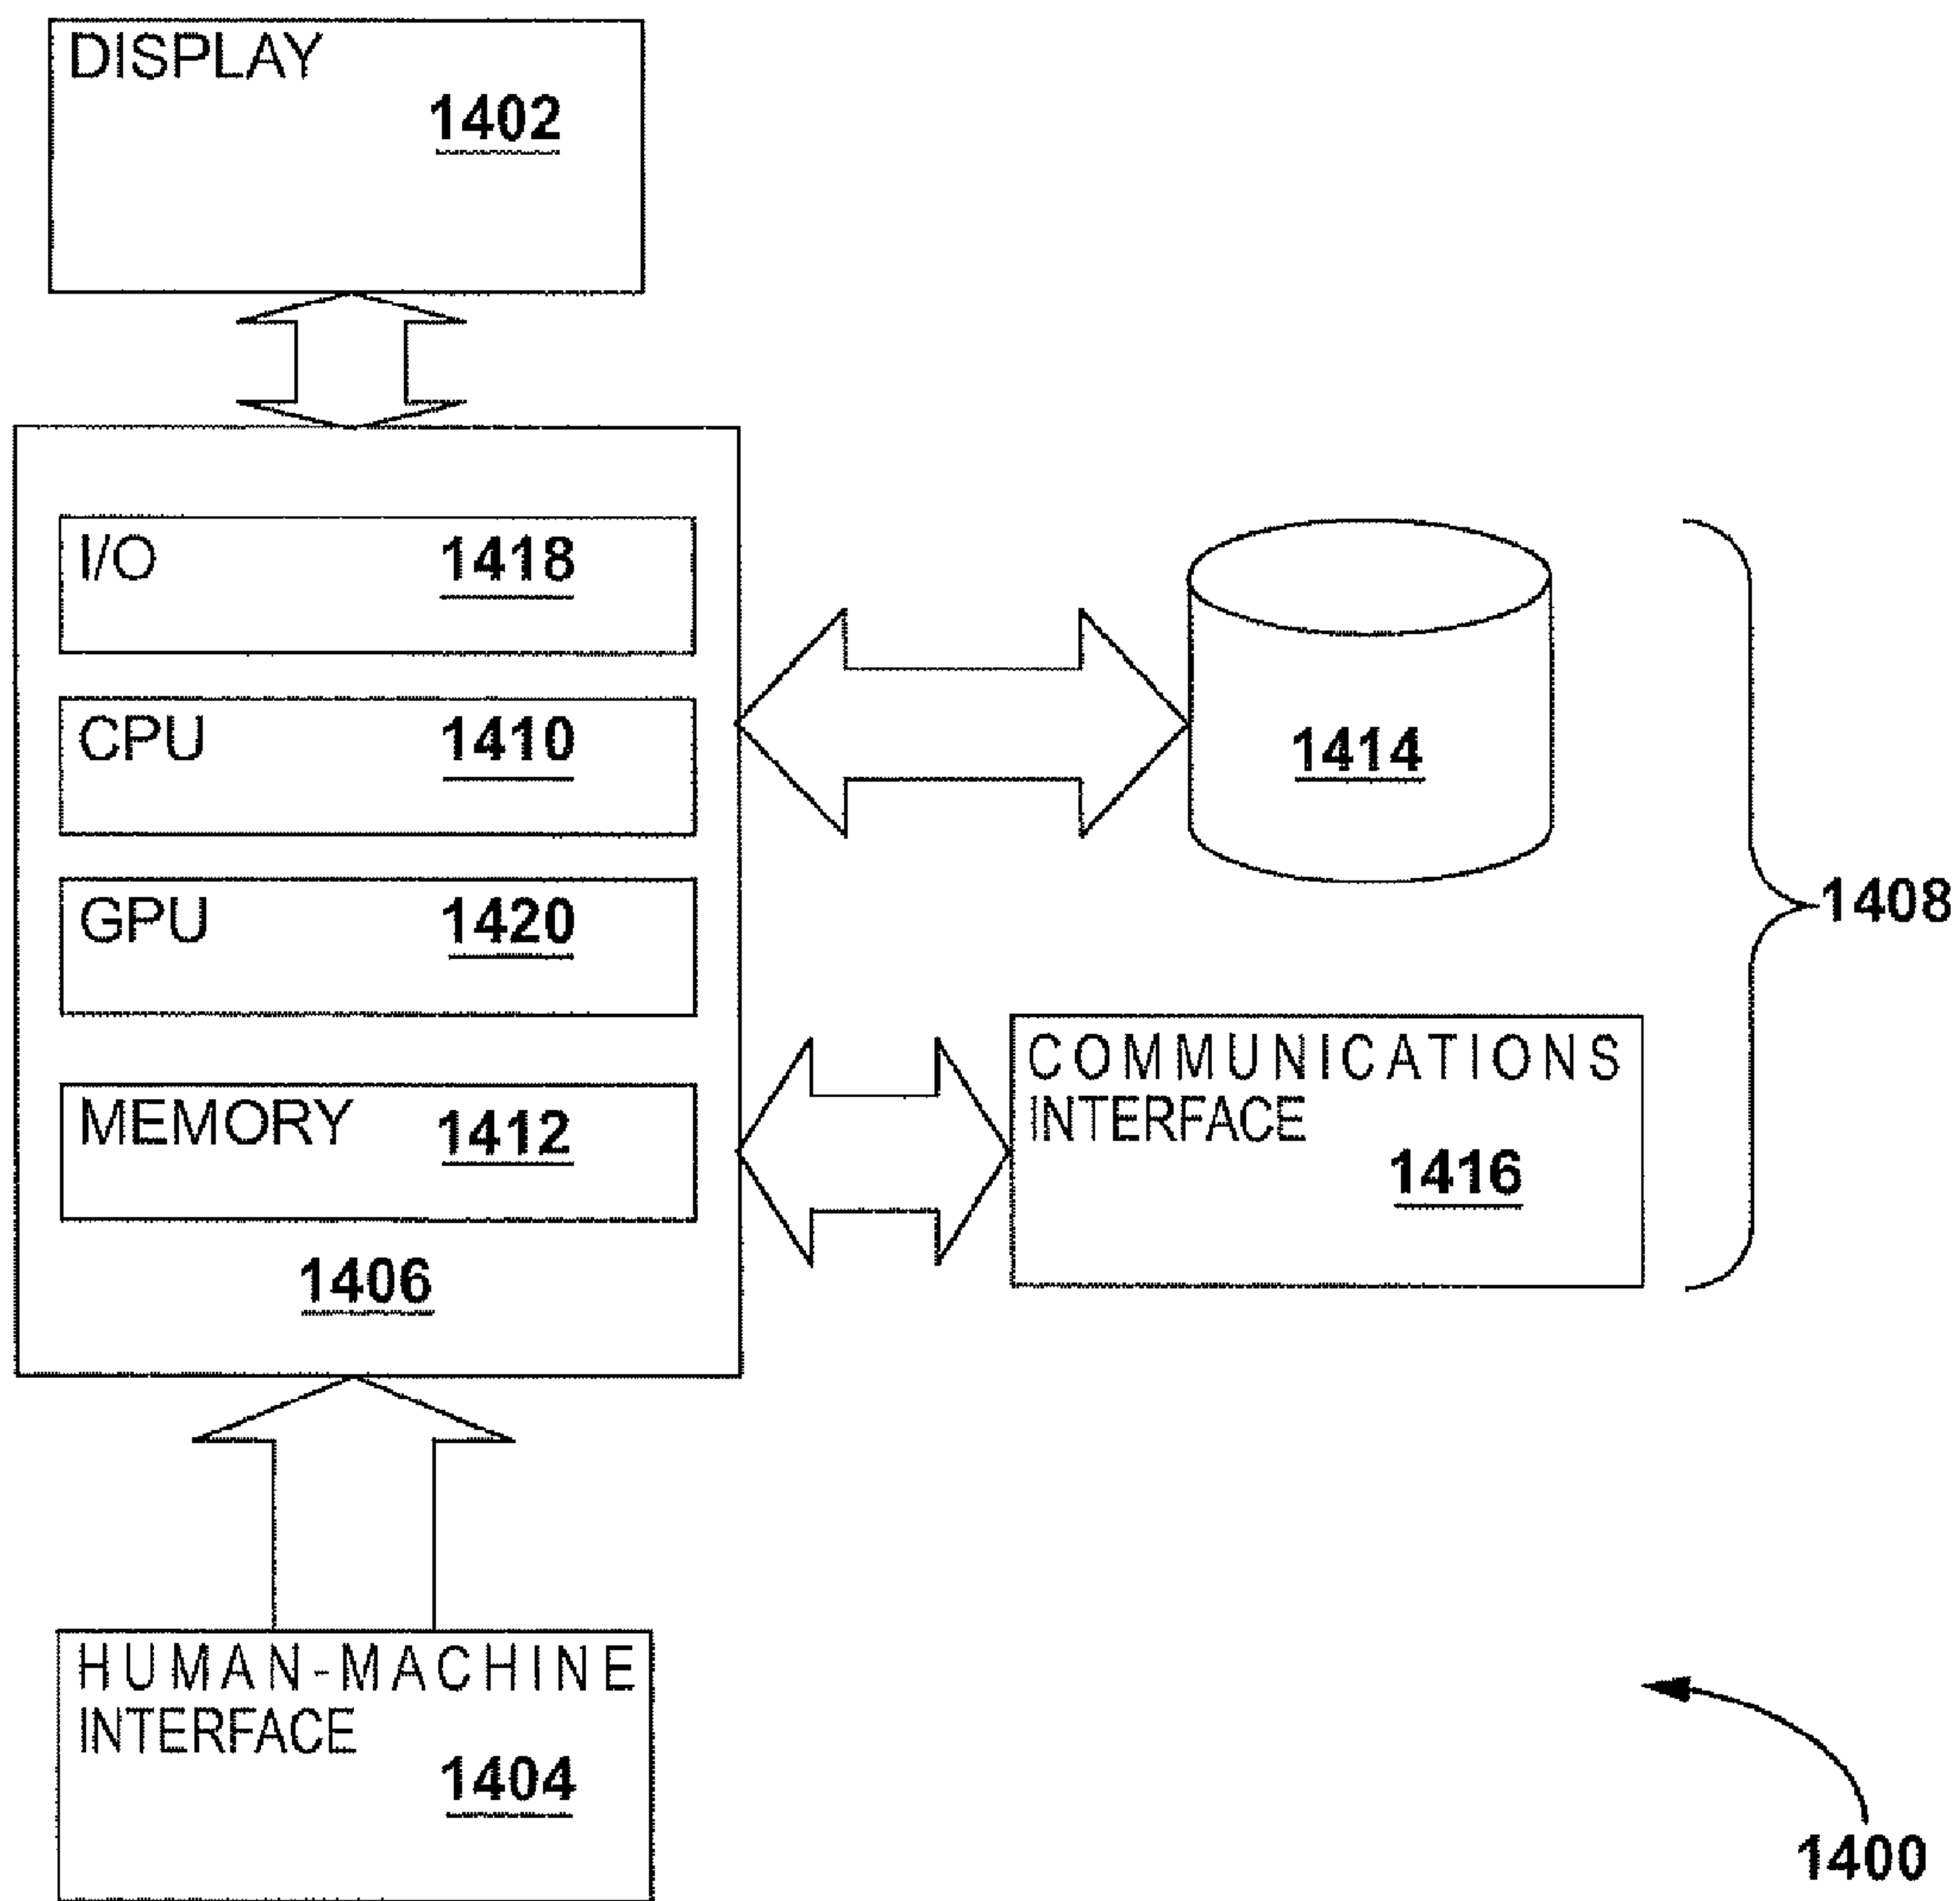 DISPLAY
1402
I/O 1418
CPU 1410
GPU 1420
MEMORY 1412
1406
1414
COMMUNICATIONS
INTERFACE
1416
1408
HUMAN-MACHINE
INTERFACE
1404
1400